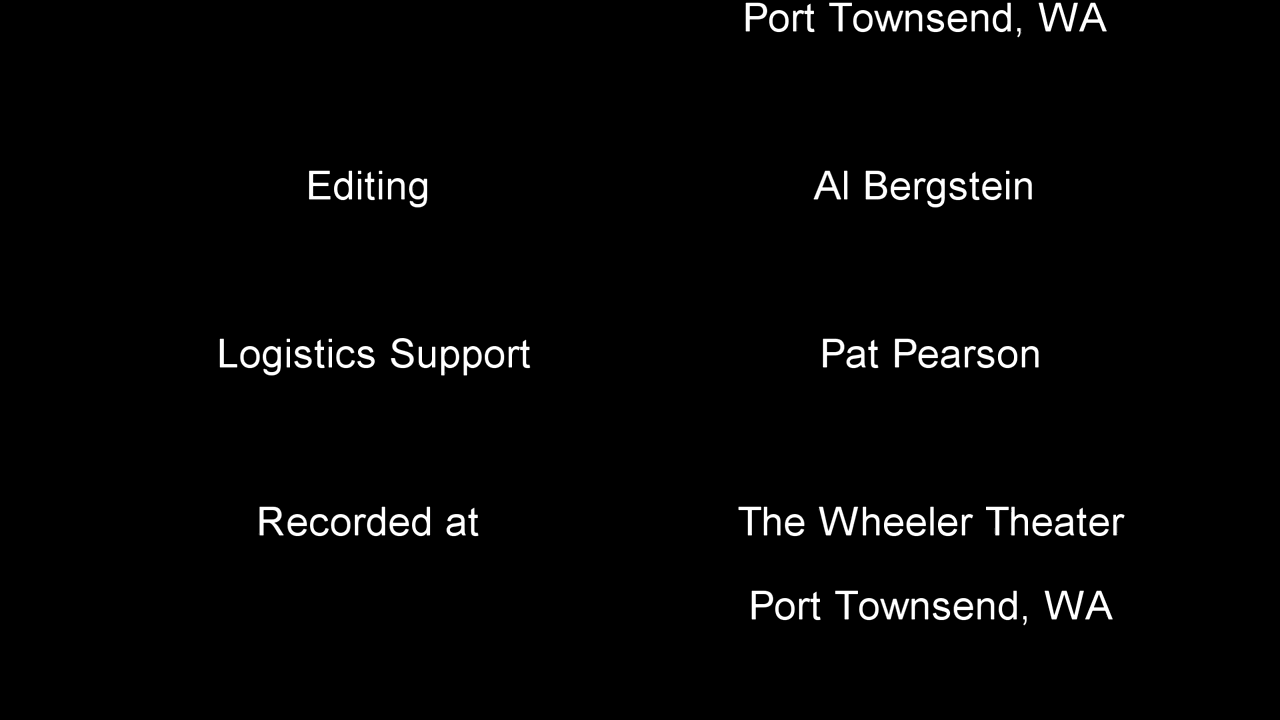 Port Townsend, WA
Editing Al Bergstein
Logistics Support Pat Pearson
Recorded at The Wheeler Theater
Port Townsend, WA